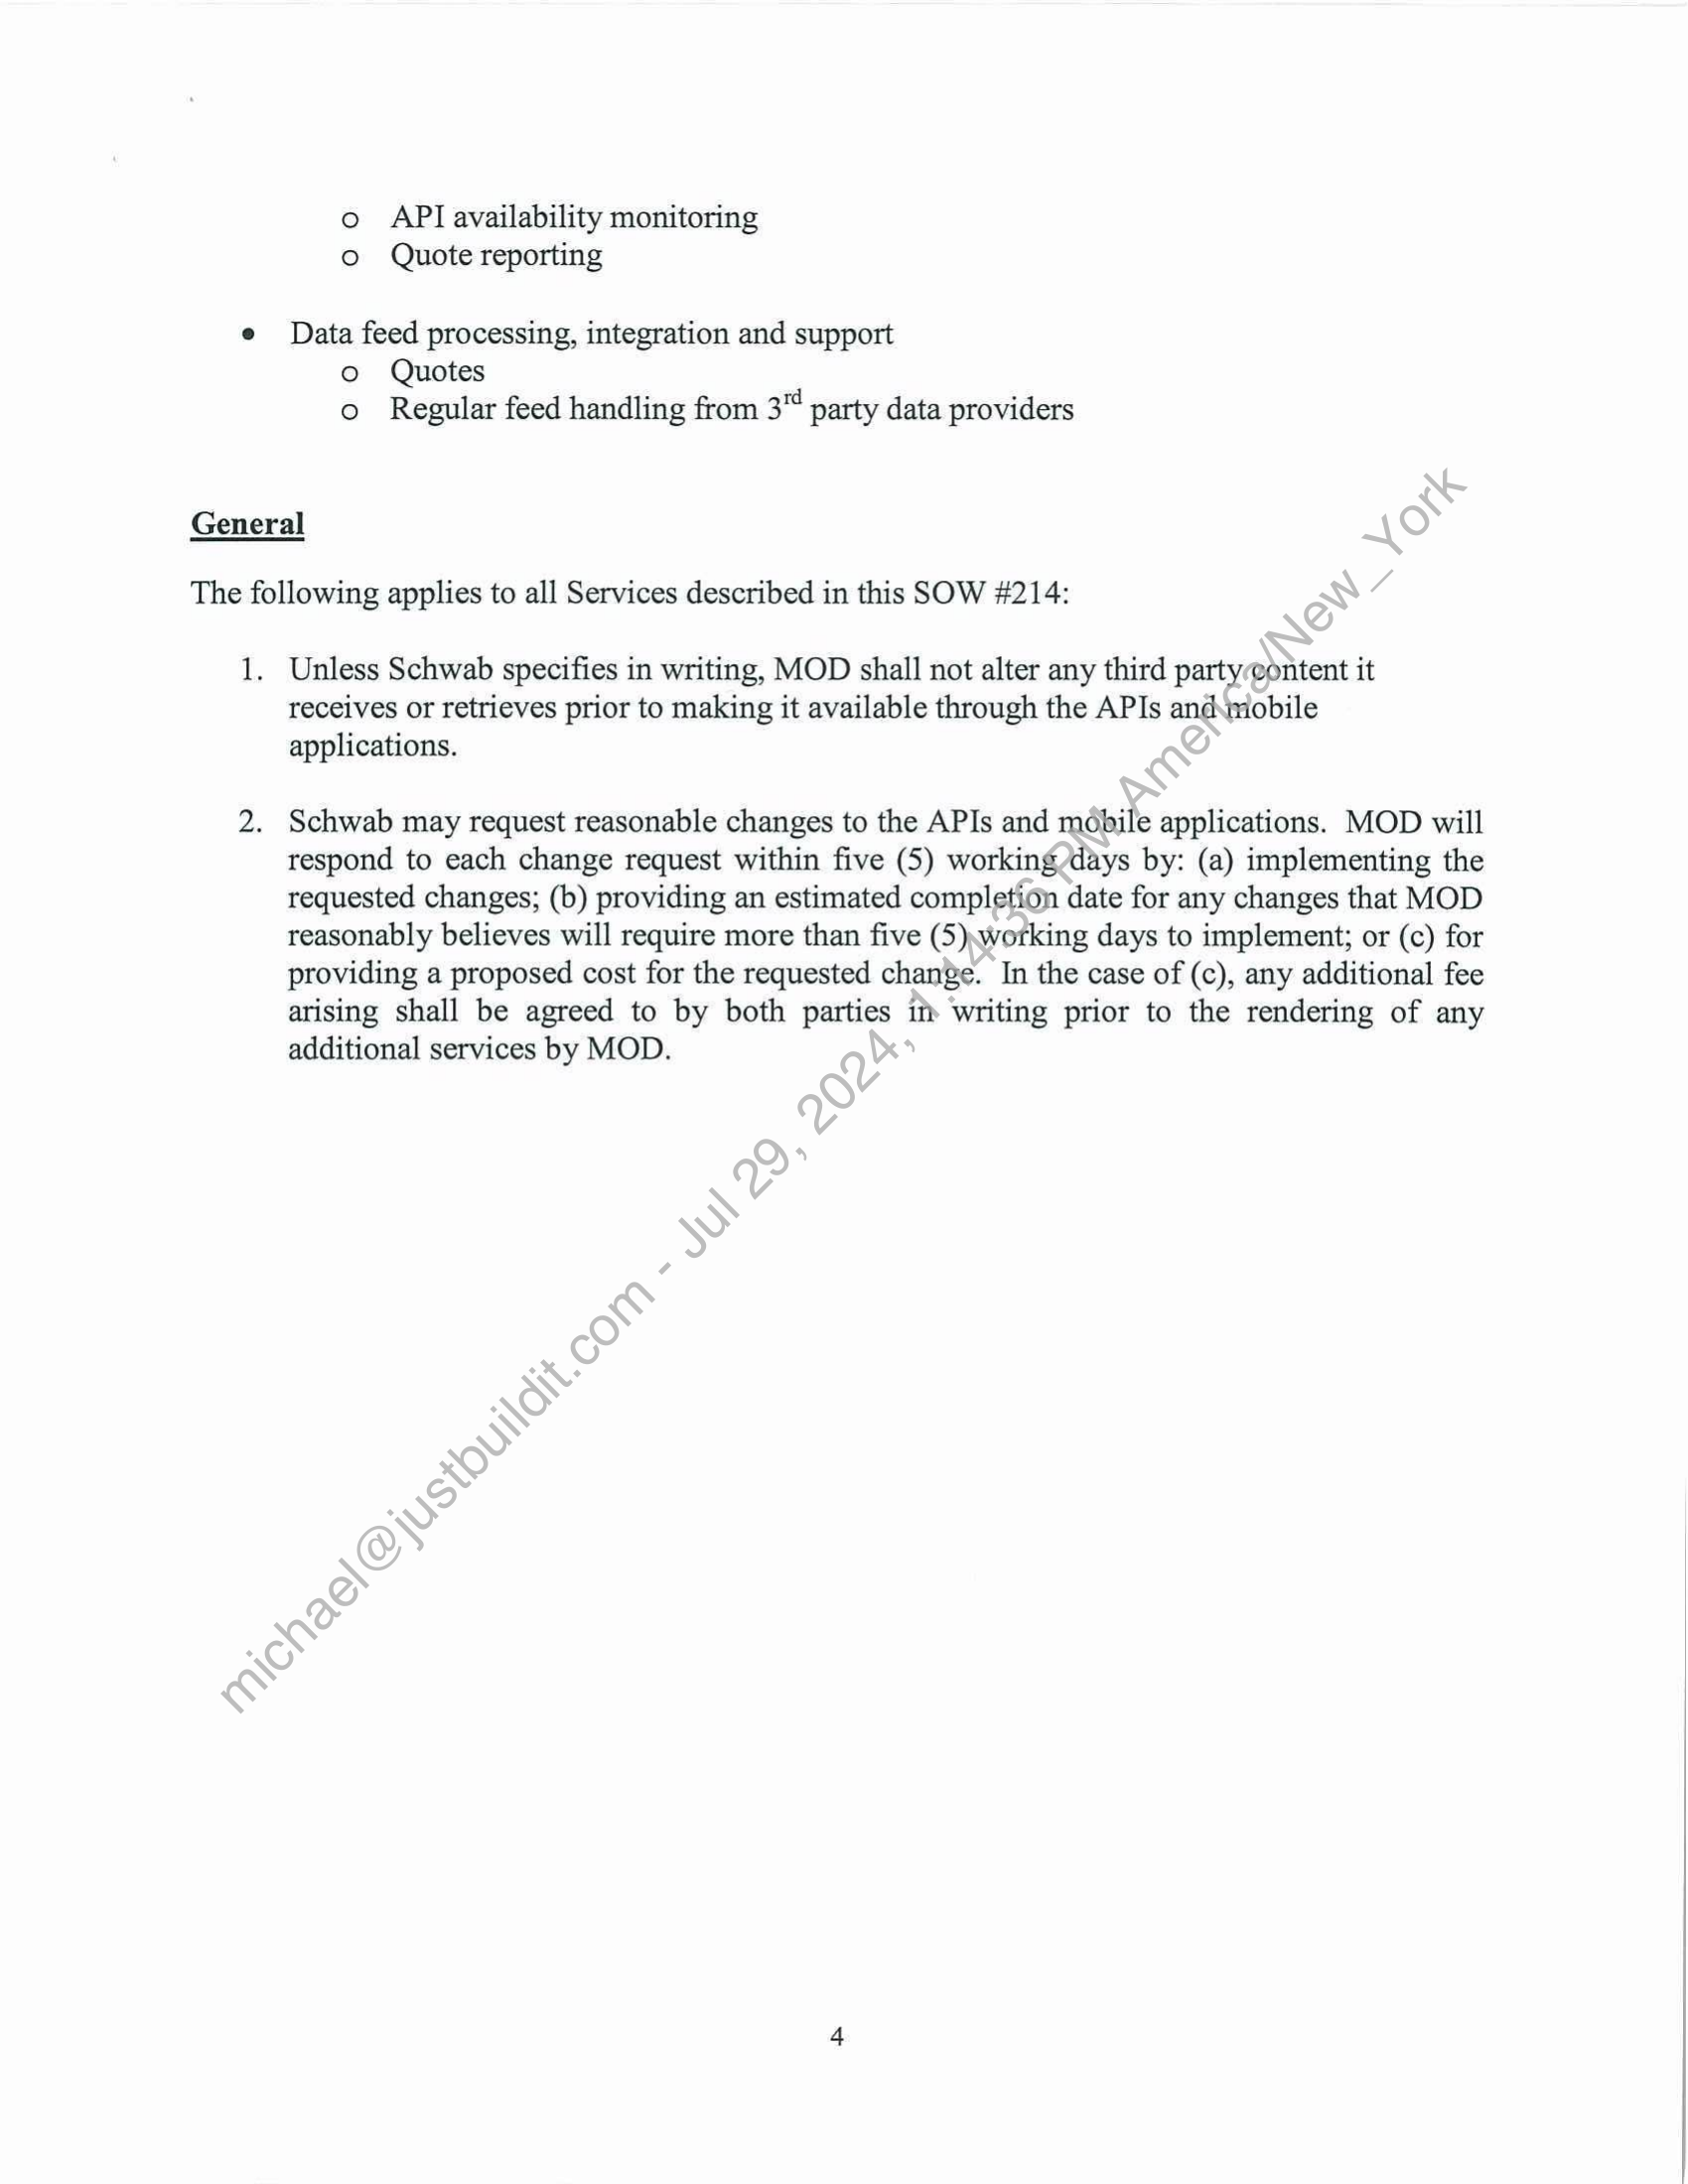 o API availability monitoring
o Quote reporting
• Data feed processing, integration and support
o Quotes
o Regular feed handling from 3rd party data providers
General
The following applies to all Services described in this SOW #214:
1. Unless Schwab specifies in writing, MOD shall not alter any third party content it
receives or retrieves prior to making it available through the APIs and mobile
applications.
2. Schwab may request reasonable changes to the APIs and mobile applications. MOD will
respond to each change request within five (5) working days by: (a) implementing the
requested changes; (b) providing an estimated completion date for any changes that MOD
reasonably believes will require more than five (5) working days to implement; or (c) for
providing a proposed cost for the requested change. In the case of (c), any additional fee
arising shall be agreed to by both parties in writing prior to the rendering of any
additional services by MOD.
michael@justbuildit.com - Jul 29, 2024, 1:14:36 PM America/New_York
4